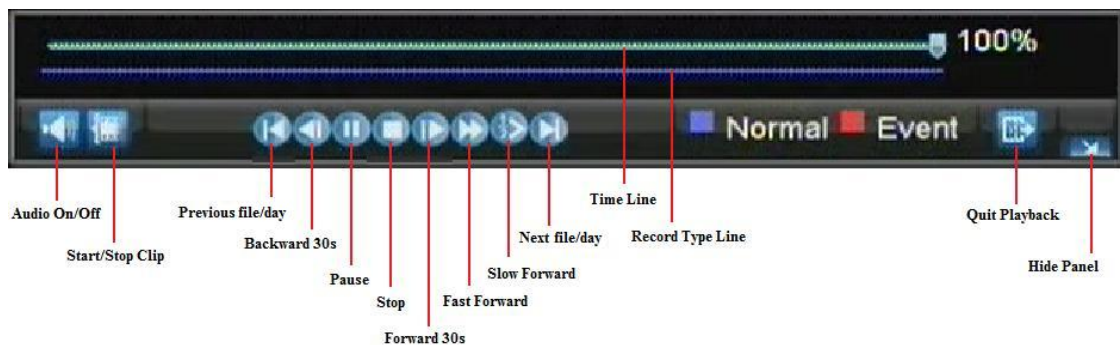 100%
Normal
Event
Audio On/Off
Previous file/day
Time Line
Next file/day
Record Type Line
Quit Playback
Start/Stop Clip
Backward 30s
Hide Panel
Slow Forward
Pause
Stop
Fast Forward
Forward 30s